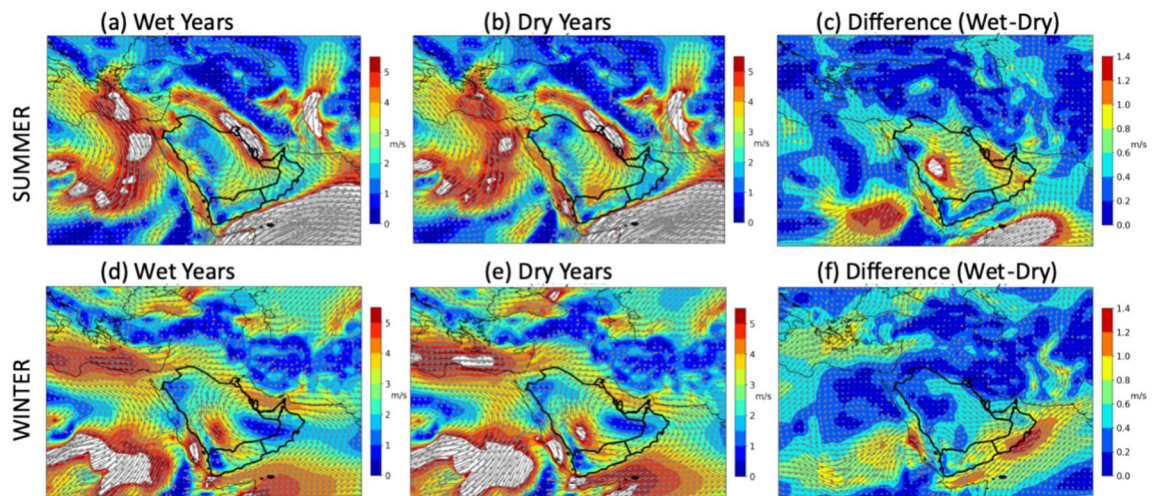 (a) Wet Years
(b) Dry Years
(c) Difference (Wet-Dry)
SUMMER
5
4
3
2
1
0
m/s
5
4
3
2
1
0
m/s
1.4
1.2
1.0
0.8
0.6
0.4
0.2
0.0
m/s
(d) Wet Years
(e) Dry Years
(f) Difference (Wet-Dry)
WINTER
5
4
3
2
1
0
m/s
5
4
3
2
1
0
m/s
1.4
1.2
1.0
0.8
0.6
0.4
0.2
0.0
m/s